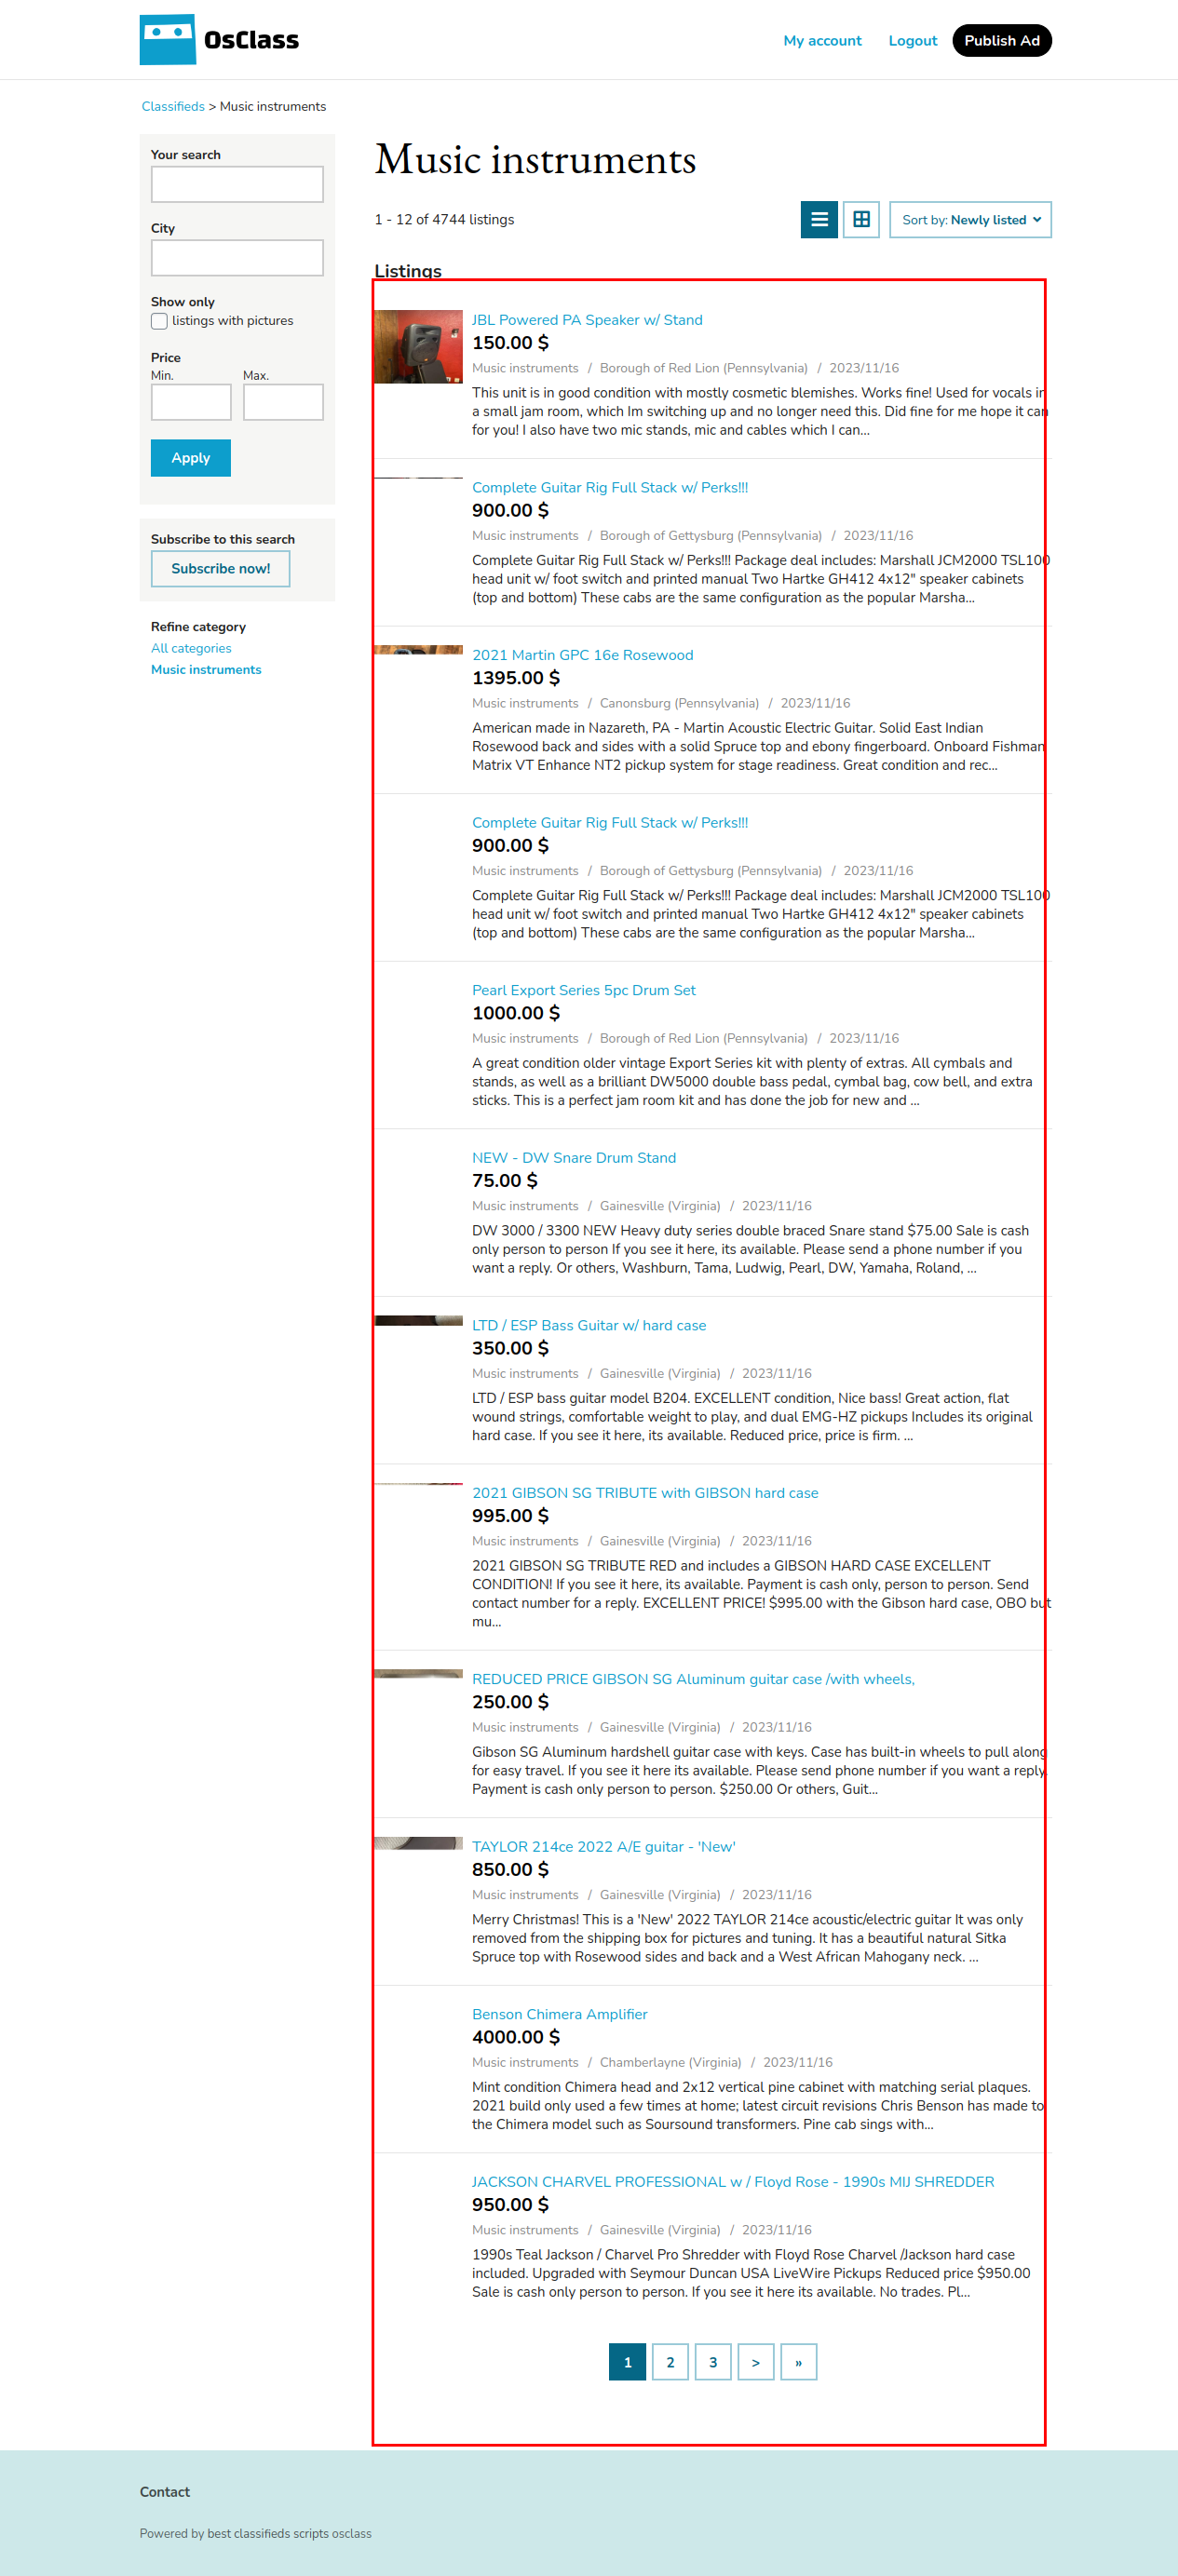 OsClass
My account
Logout
Publish Ad
Classifieds > Music instruments
Your search
City
Show only
listings with pictures
Price
Min.
Max.
Apply
Subscribe to this search
Subscribe now!
Refine category
All categories
Music instruments
Music instruments
1 - 12 of 4744 listings
Sort by: Newly listed
Listings
JBL Powered PA Speaker w/ Stand
150.00 $
Music instruments / Borough of Red Lion (Pennsylvania) / 2023/11/16
This unit is in good condition with mostly cosmetic blemishes. Works fine! Used for vocals in
a small jam room, which Im switching up and no longer need this. Did fine for me hope it can
for you! I also have two mic stands, mic and cables which I can...
Complete Guitar Rig Full Stack w/ Perks!!!
900.00 $
Music instruments / Borough of Gettysburg (Pennsylvania) / 2023/11/16
Complete Guitar Rig Full Stack w/ Perks!!! Package deal includes: Marshall JCM2000 TSL100
head unit w/ foot switch and printed manual Two Hartke GH412 4x12" speaker cabinets
(top and bottom) These cabs are the same configuration as the popular Marsha...
2021 Martin GPC 16e Rosewood
1395.00 $
Music instruments / Canonsburg (Pennsylvania) / 2023/11/16
American made in Nazareth, PA - Martin Acoustic Electric Guitar. Solid East Indian
Rosewood back and sides with a solid Spruce top and ebony fingerboard. Onboard Fishman
Matrix VT Enhance NT2 pickup system for stage readiness. Great condition and rec...
Complete Guitar Rig Full Stack w/ Perks!!!
900.00 $
Music instruments / Borough of Gettysburg (Pennsylvania) / 2023/11/16
Complete Guitar Rig Full Stack w/ Perks!!! Package deal includes: Marshall JCM2000 TSL100
head unit w/ foot switch and printed manual Two Hartke GH412 4x12" speaker cabinets
(top and bottom) These cabs are the same configuration as the popular Marsha...
Pearl Export Series 5pc Drum Set
1000.00 $
Music instruments / Borough of Red Lion (Pennsylvania) / 2023/11/16
A great condition older vintage Export Series kit with plenty of extras. All cymbals and
stands, as well as a brilliant DW5000 double bass pedal, cymbal bag, cow bell, and extra
sticks. This is a perfect jam room kit and has done the job for new and ...
NEW - DW Snare Drum Stand
75.00 $
Music instruments / Gainesville (Virginia) / 2023/11/16
DW 3000 / 3300 NEW Heavy duty series double braced Snare stand $75.00 Sale is cash
only person to person If you see it here, its available. Please send a phone number if you
want a reply. Or others, Washburn, Tama, Ludwig, Pearl, DW, Yamaha, Roland, ...
LTD / ESP Bass Guitar w/ hard case
350.00 $
Music instruments / Gainesville (Virginia) / 2023/11/16
LTD / ESP bass guitar model B204. EXCELLENT condition, Nice bass! Great action, flat
wound strings, comfortable weight to play, and dual EMG-HZ pickups Includes its original
hard case. If you see it here, its available. Reduced price, price is firm. ...
2021 GIBSON SG TRIBUTE with GIBSON hard case
995.00 $
Music instruments / Gainesville (Virginia) / 2023/11/16
2021 GIBSON SG TRIBUTE RED and includes a GIBSON HARD CASE EXCELLENT
CONDITION! If you see it here, its available. Payment is cash only, person to person. Send
contact number for a reply. EXCELLENT PRICE! $995.00 with the Gibson hard case, OBO but
mu...
REDUCED PRICE GIBSON SG Aluminum guitar case /with wheels,
250.00 $
Music instruments / Gainesville (Virginia) / 2023/11/16
Gibson SG Aluminum hardshell guitar case with keys. Case has built-in wheels to pull along
for easy travel. If you see it here its available. Please send phone number if you want a reply.
Payment is cash only person to person. $250.00 Or others, Guit...
TAYLOR 214ce 2022 A/E guitar - 'New'
850.00 $
Music instruments / Gainesville (Virginia) / 2023/11/16
Merry Christmas! This is a 'New' 2022 TAYLOR 214ce acoustic/electric guitar It was only
removed from the shipping box for pictures and tuning. It has a beautiful natural Sitka
Spruce top with Rosewood sides and back and a West African Mahogany neck. ...
Benson Chimera Amplifier
4000.00 $
Music instruments / Chamberlayne (Virginia) / 2023/11/16
Mint condition Chimera head and 2x12 vertical pine cabinet with matching serial plaques.
2021 build only used a few times at home; latest circuit revisions Chris Benson has made to
the Chimera model such as Soursound transformers. Pine cab sings with...
JACKSON CHARVEL PROFESSIONAL w / Floyd Rose - 1990s MIJ SHREDDER
950.00 $
Music instruments / Gainesville (Virginia) / 2023/11/16
1990s Teal Jackson / Charvel Pro Shredder with Floyd Rose Charvel /Jackson hard case
included. Upgraded with Seymour Duncan USA LiveWire Pickups Reduced price $950.00
Sale is cash only person to person. If you see it here its available. No trades. Pl...
1 2 3 > »
Contact
Powered by best classifieds scripts osclass